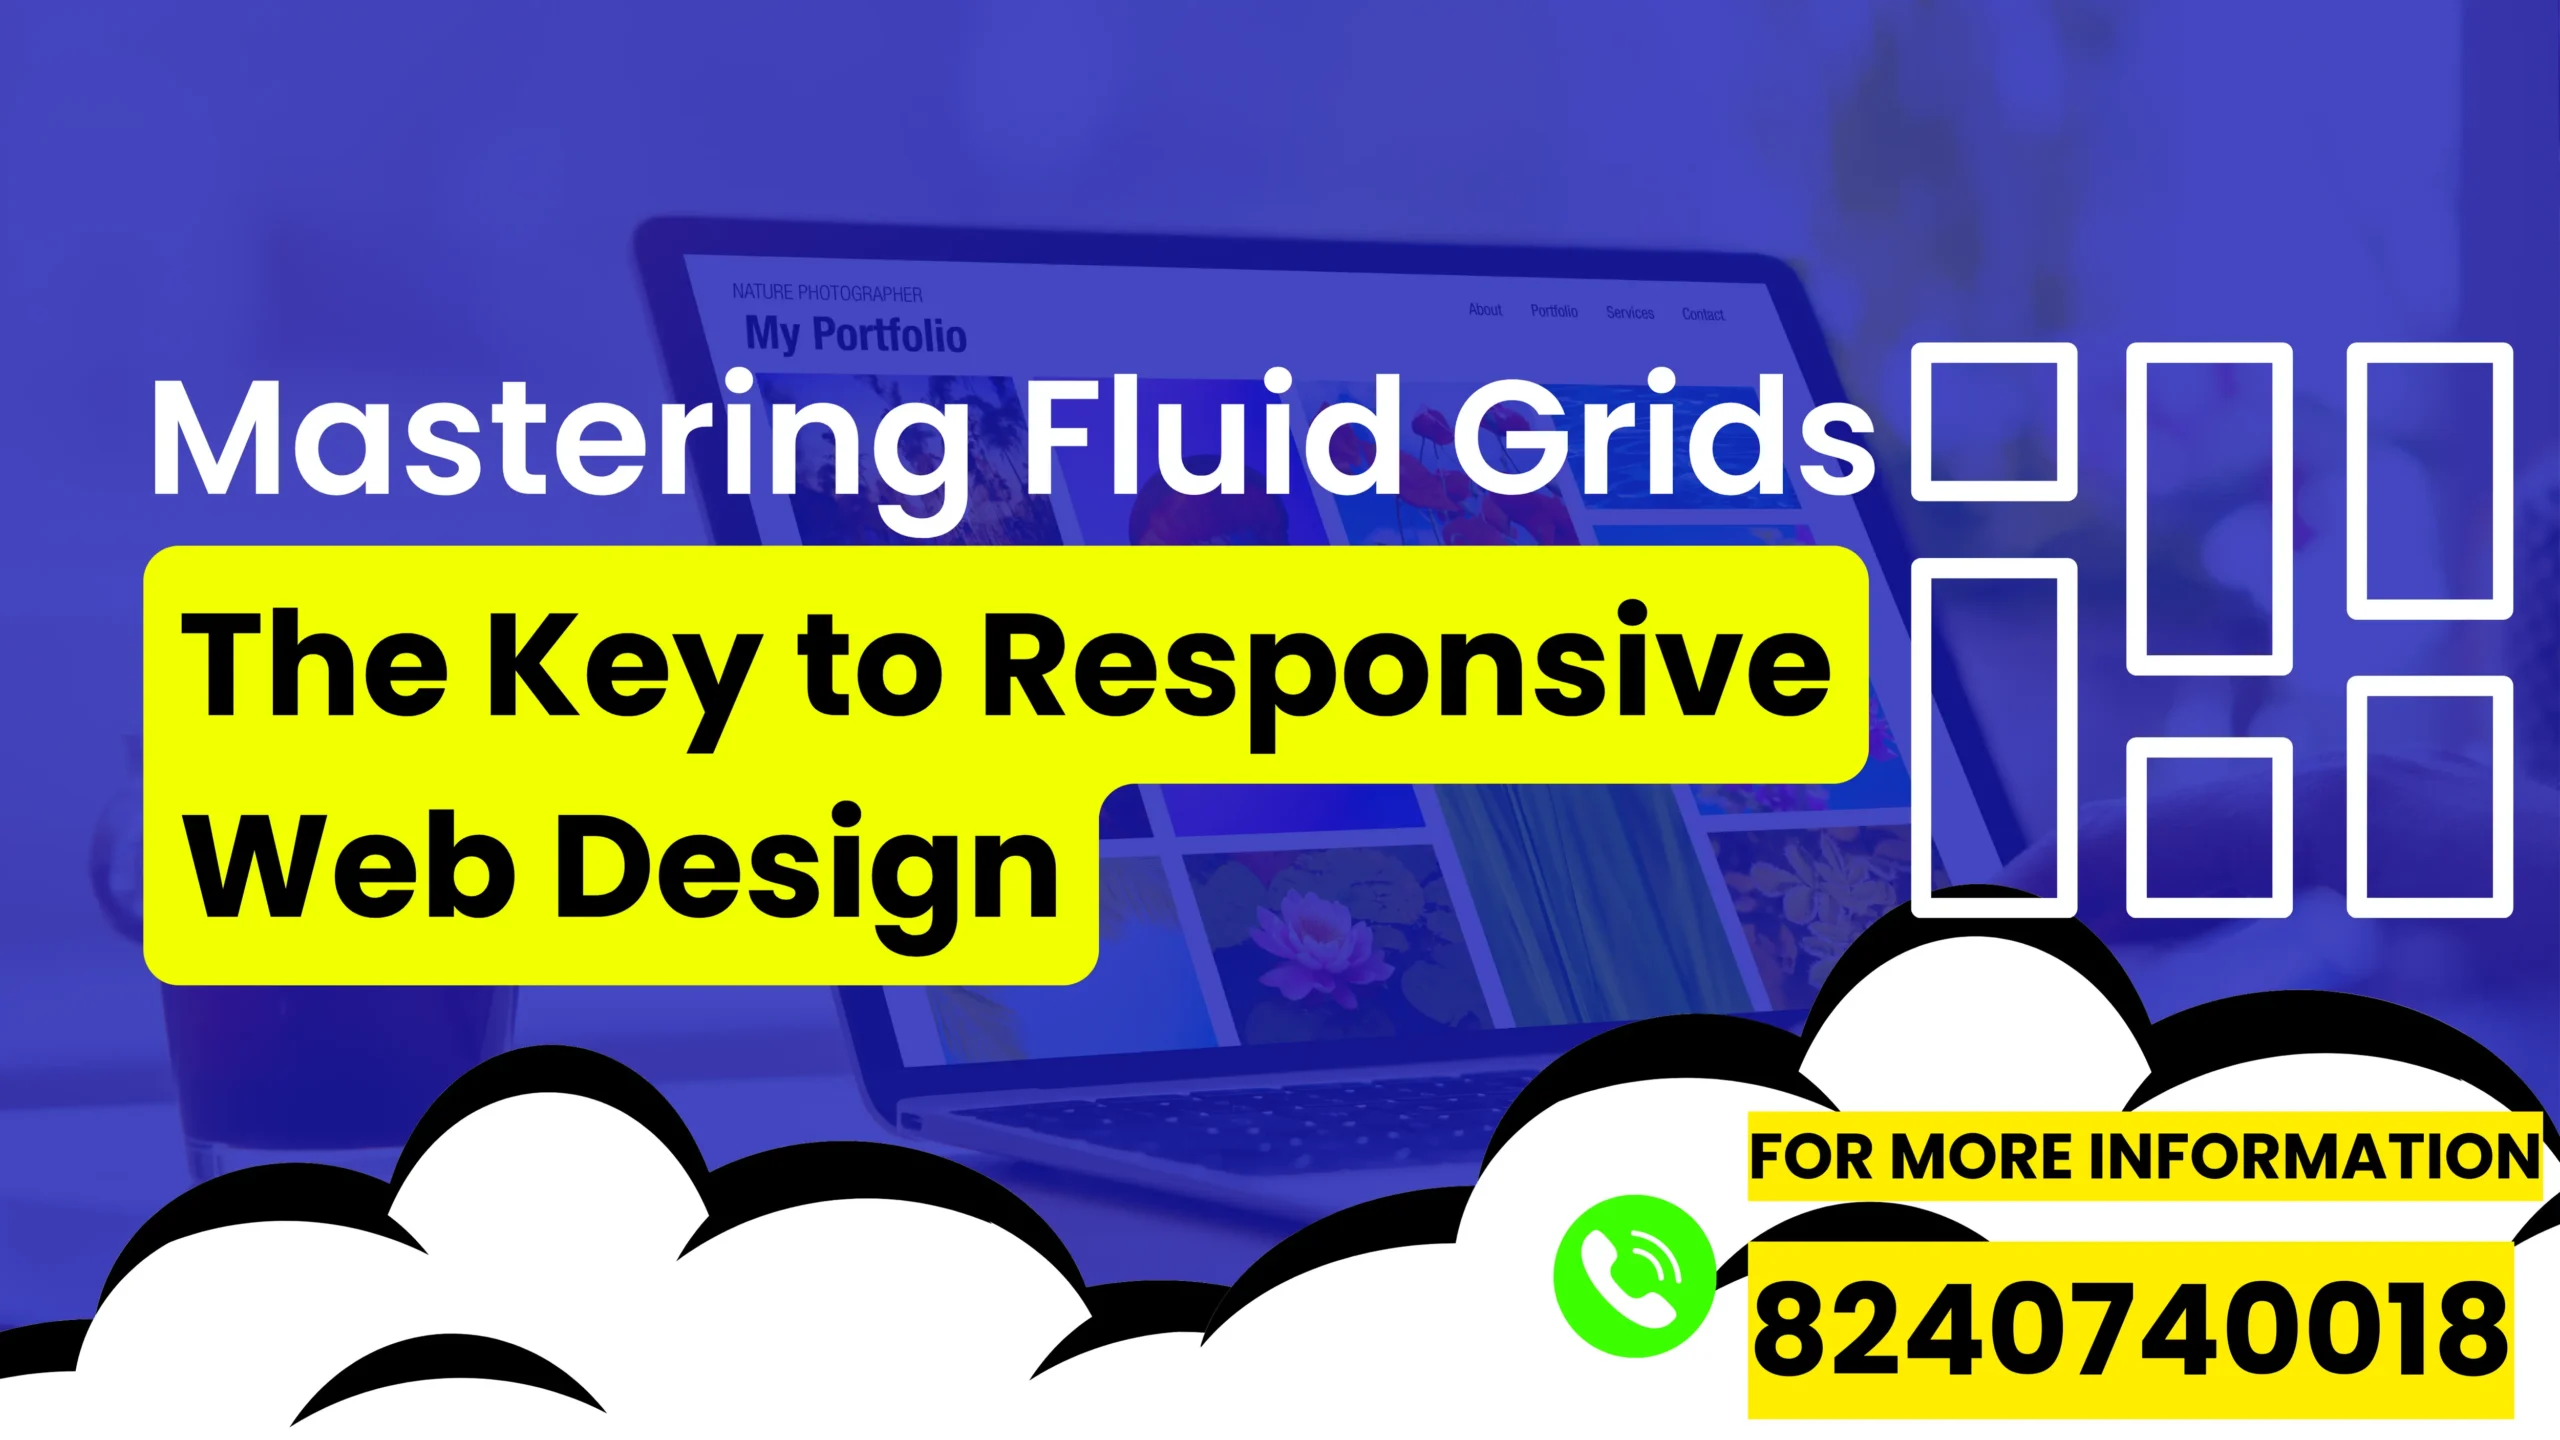 NATURE PHOTOGRAPHER
My Portfolio
About Portfolio Services Contact
Mastering Fluid Grids
The Key to Responsive
Web Design
FOR MORE INFORMATION
8240740018